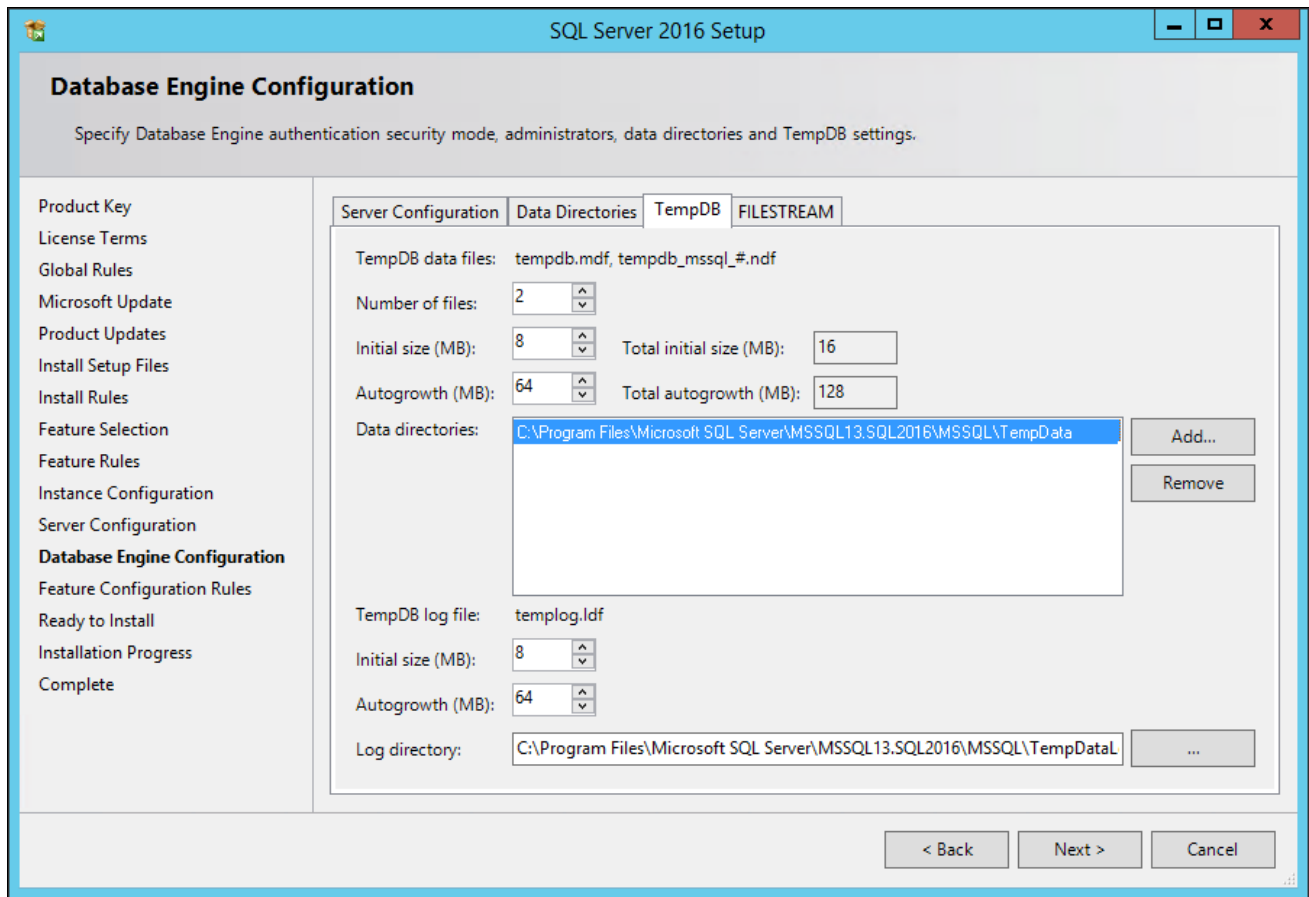 SQL Server 2016 Setup
Database Engine Configuration
Specify Database Engine authentication security mode, administrators, data directories and TempDB settings.
Product Key
License Terms
Global Rules
Microsoft Update
Product Updates
Install Setup Files
Install Rules
Feature Selection
Feature Rules
Instance Configuration
Server Configuration
Database Engine Configuration
Feature Configuration Rules
Ready to Install
Installation Progress
Complete
Server Configuration Data Directories TempDB FILESTREAM
TempDB data files: tempdb.mdf, tempdb_mssql_#.ndf
Number of files: 2
Initial size (MB): 8 Total initial size (MB): 16
Autogrowth (MB): 64 Total autogrowth (MB): 128
Data directories: C:\Program Files\Microsoft SQL Server\MSSQL13.SQL2016\MSSQL\TempData Add...
Remove
TempDB log file: templog.ldf
Initial size (MB): 8
Autogrowth (MB): 64
Log directory: C:\Program Files\Microsoft SQL Server\MSSQL13.SQL2016\MSSQL\TempDataL ...
< Back Next > Cancel